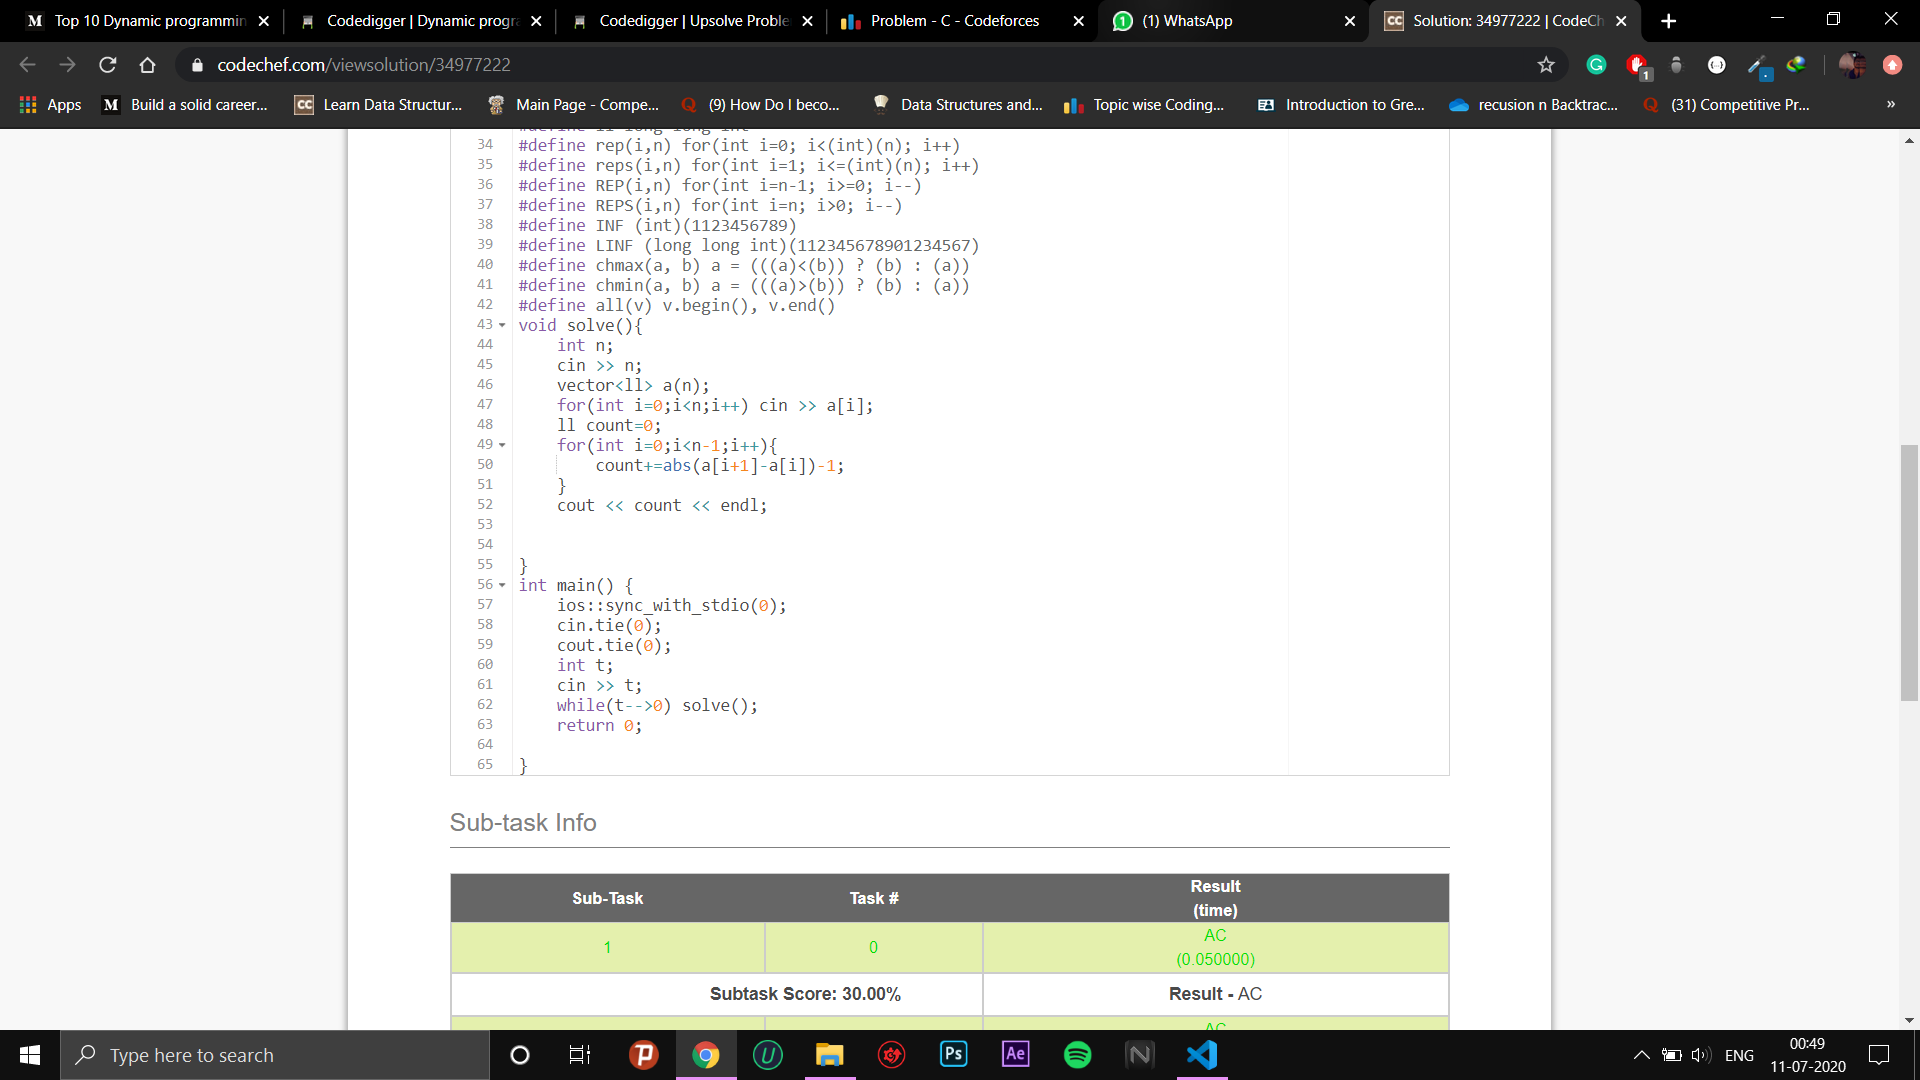 Top 10 Dynamic programmin
Codedigger | Dynamic progra
Codedigger | Upsolve Proble
Problem - C - Codeforces
(1) WhatsApp
Solution: 34977222 | CodeCh
codechef.com/viewsolution/34977222
Apps
Build a solid career...
Learn Data Structur...
Main Page - Compe...
(9) How Do I beco...
Data Structures and...
Topic wise Coding...
Introduction to Gre...
recusion n Backtrac...
(31) Competitive Pr...
»
34 #define rep(i,n) for(int i=0; i<(int)(n); i++)
35 #define reps(i,n) for(int i=1; i<=(int)(n); i++)
36 #define REP(i,n) for(int i=n-1; i>=0; i--)
37 #define REPS(i,n) for(int i=n; i>0; i--)
38 #define INF (int)(1123456789)
39 #define LINF (long long int)(112345678901234567)
40 #define chmax(a, b) a = (((a)<(b)) ? (b) : (a))
41 #define chmin(a, b) a = (((a)>(b)) ? (b) : (a))
42 #define all(v) v.begin(), v.end()
43 void solve(){
44 int n;
45 cin >> n;
46 vector<ll> a(n);
47 for(int i=0;i<n;i++) cin >> a[i];
48 ll count=0;
49 for(int i=0;i<n-1;i++){
50 count+=abs(a[i+1]-a[i])-1;
51 }
52 cout << count << endl;
53
54
55 }
56 int main() {
57 ios::sync_with_stdio(0);
58 cin.tie(0);
59 cout.tie(0);
60 int t;
61 cin >> t;
62 while(t-->0) solve();
63 return 0;
64
65 }
Sub-task Info
Sub-Task Task # Result
(time)
1 0 AC
(0.050000)
Subtask Score: 30.00% Result - AC
AC
Type here to search
Ps
Ae
ENG
00:49
11-07-2020